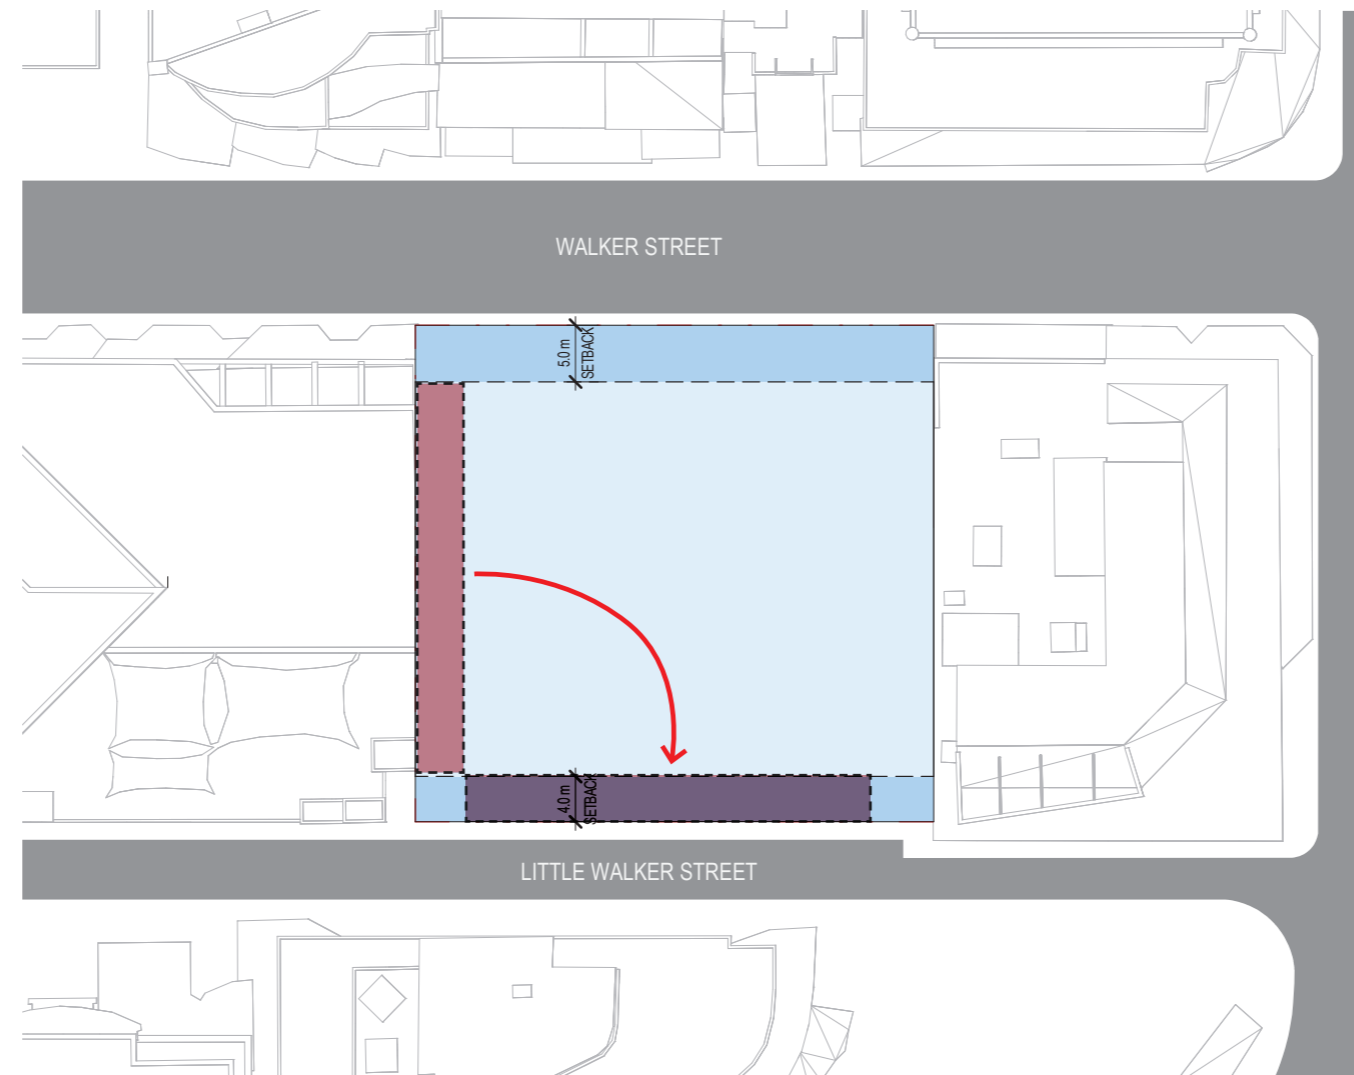 WALKER STREET
5.0 m
SETBACK
4.0 m
SETBACK
LITTLE WALKER STREET